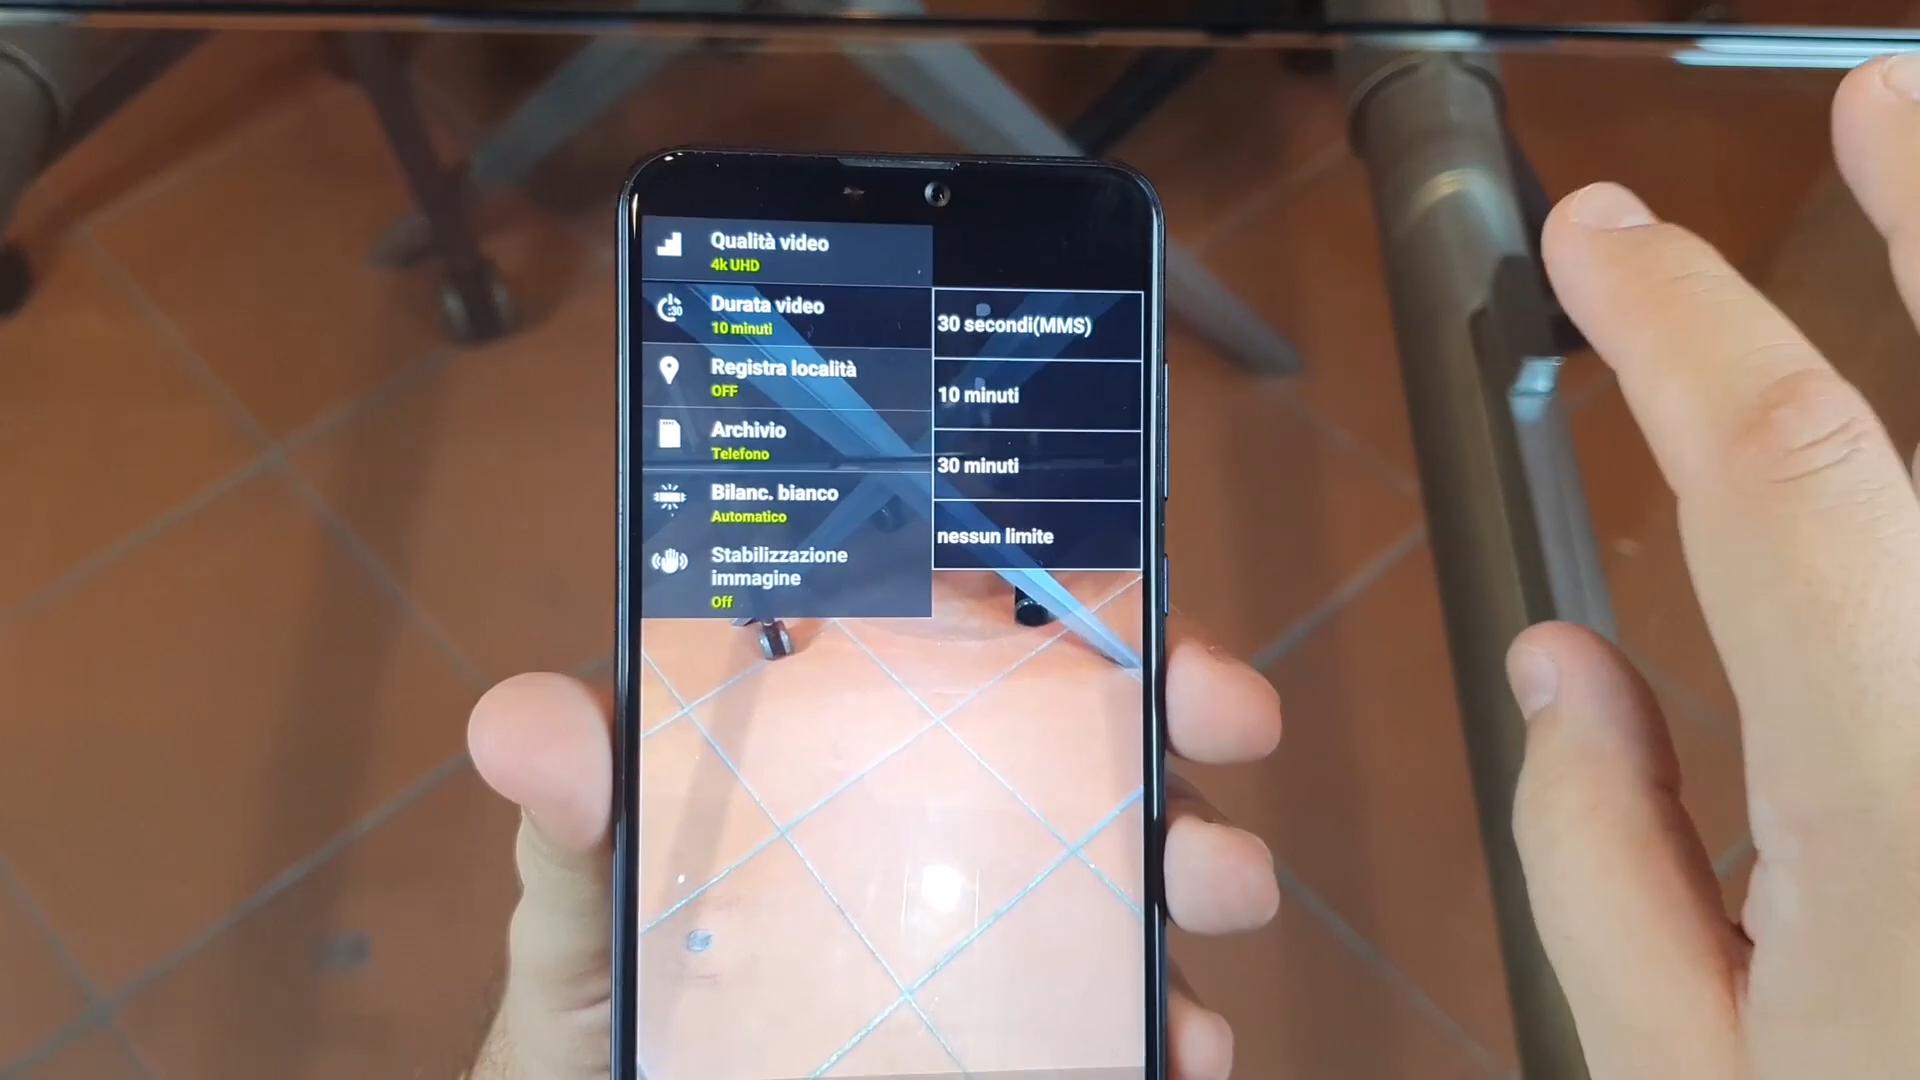 Qualità video
4k UHD
Durata video
10 minuti
Registra località
OFF
Archivio
Telefono
Bilanc. bianco
Automatico
Stabilizzazione
immagine
Off
30 secondi(MMS)
10 minuti
30 minuti
nessun limite